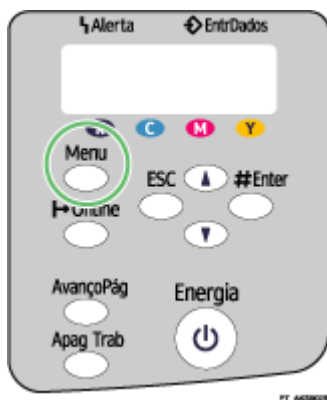 Alerta EntrDados
C M Y
Menu
ESC #Enter
Online
AvançoPág Energia
Apag Trab